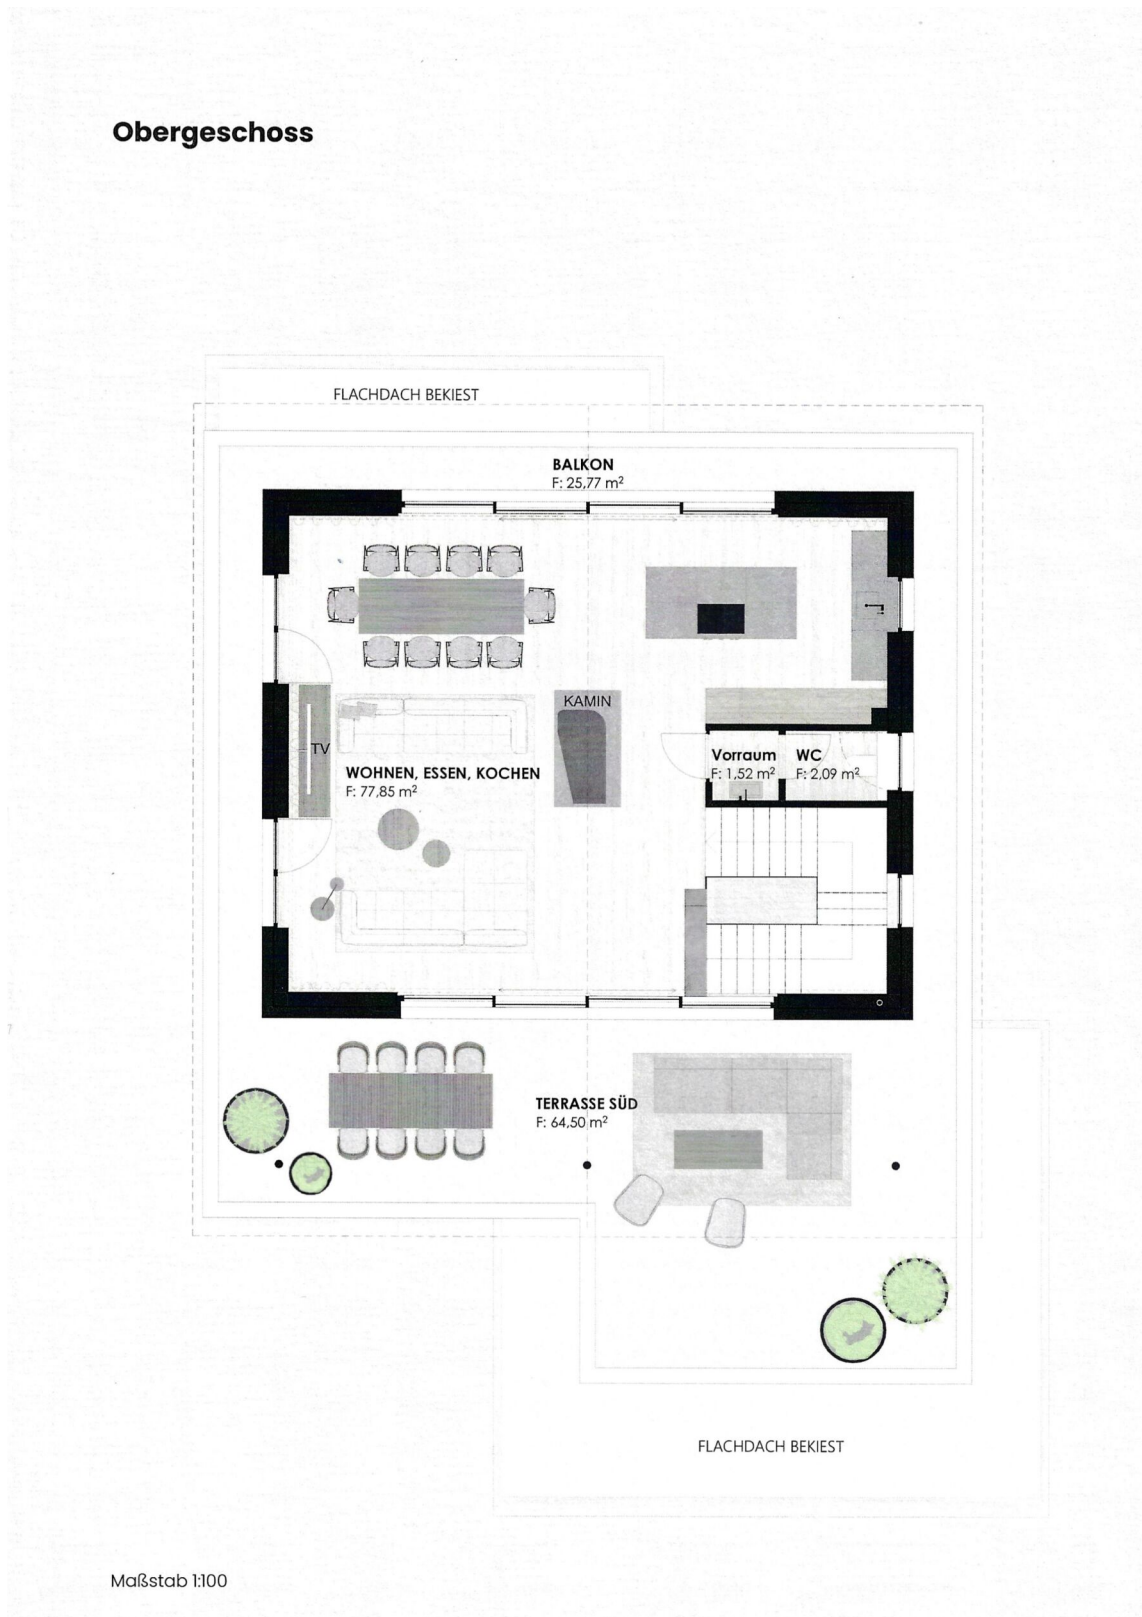 Obergeschoss
FLACHDACH BEKIEST
BALKON
F: 25,77 m²
KAMIN
TV
WOHNEN, ESSEN, KOCHEN
F: 77,85 m²
Vorraum
F: 1,52 m²
WC
F: 2,09 m²
TERRASSE SÜD
F: 64,50 m²
FLACHDACH BEKIEST
Maßstab 1:100